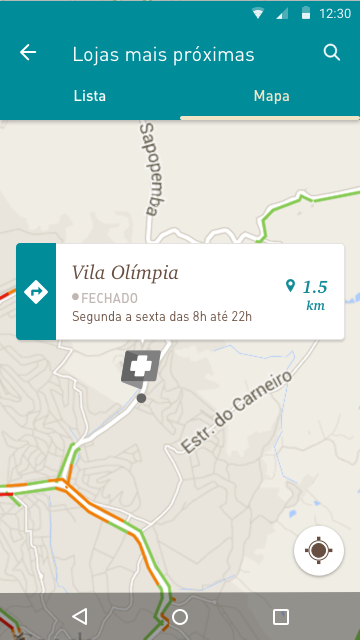 12:30
Lojas mais próximas
Lista
Mapa
Sapopemba
Vila Olímpia
FECHADO
Segunda a sexta das 8h até 22h
1.5
km
Estr. do Carneiro